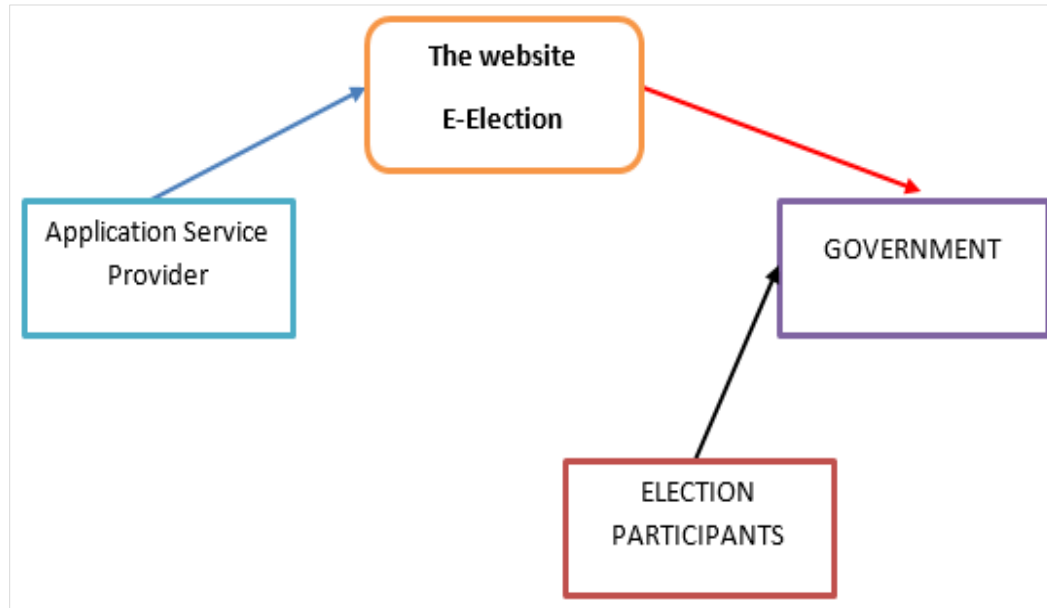 The website
E-Election
Application Service
Provider
GOVERNMENT
ELECTION
PARTICIPANTS